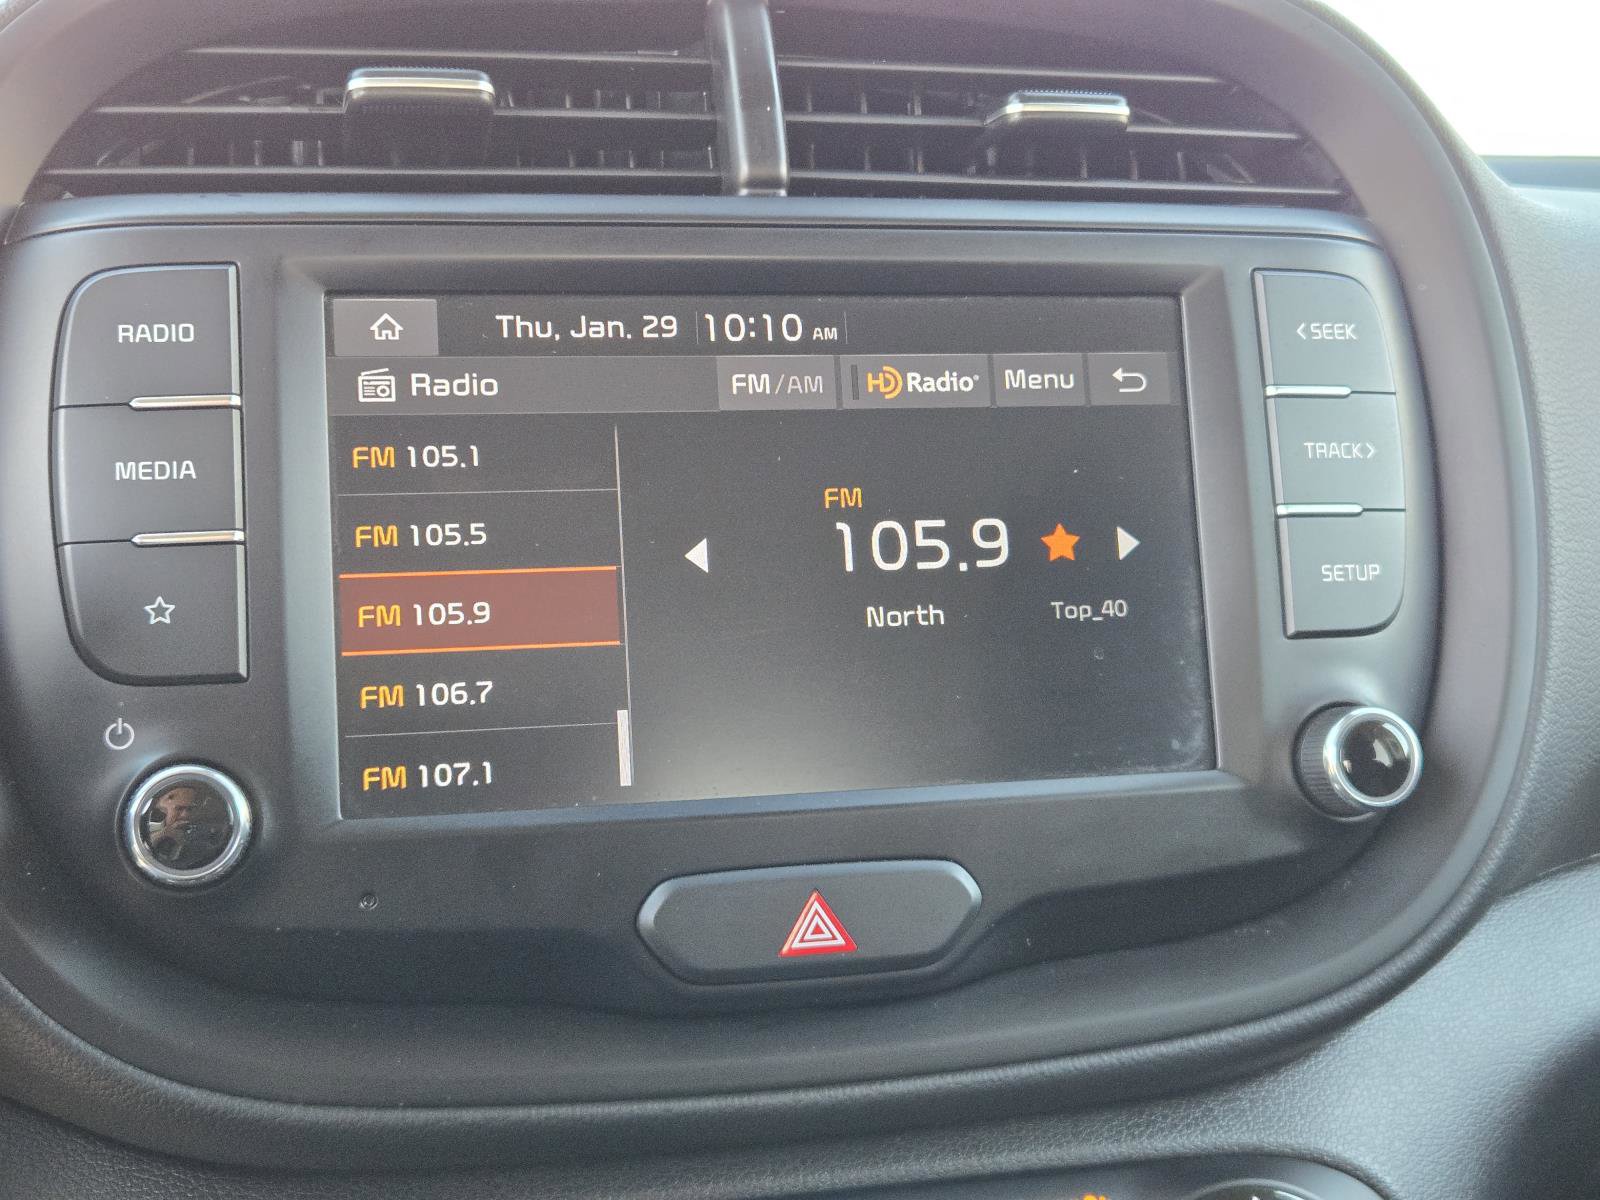 Thu, Jan. 29 10:10 AM
RADIO
MEDIA
Radio FM/AM HD Radio Menu
FM 105.1
FM 105.5
FM 105.9
FM 106.7
FM 107.1
FM
105.9
North Top_40
< SEEK
TRACK >
SETUP